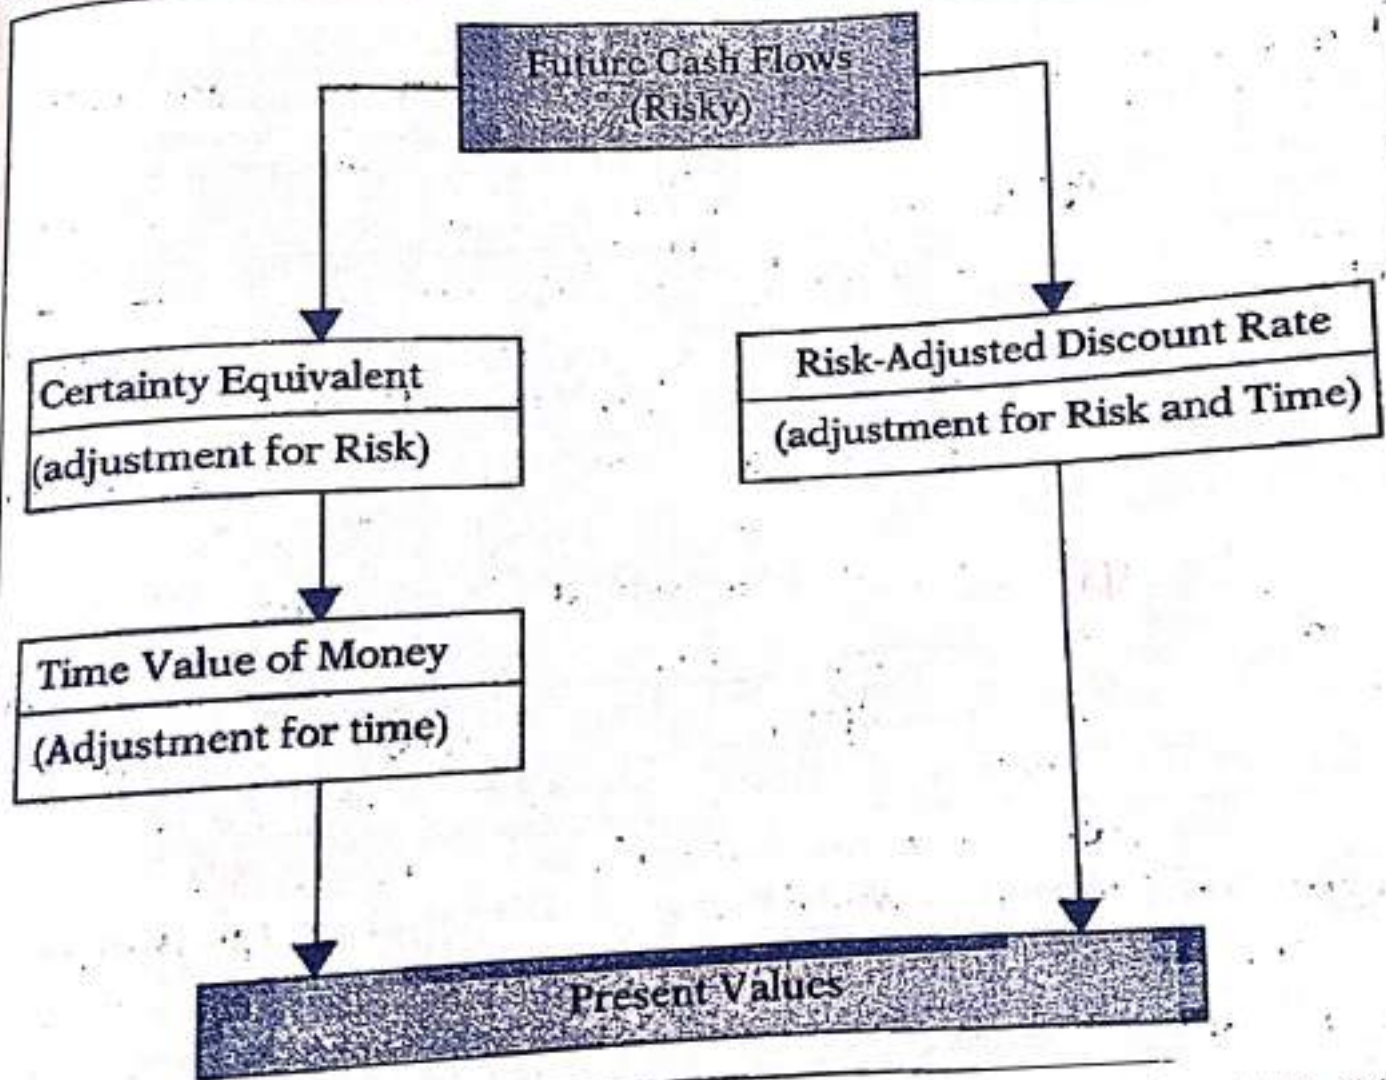 Future Cash Flows
(Risky)
Certainty Equivalent
(adjustment for Risk)
Risk-Adjusted Discount Rate
(adjustment for Risk and Time)
Time Value of Money
(Adjustment for time)
Present Values